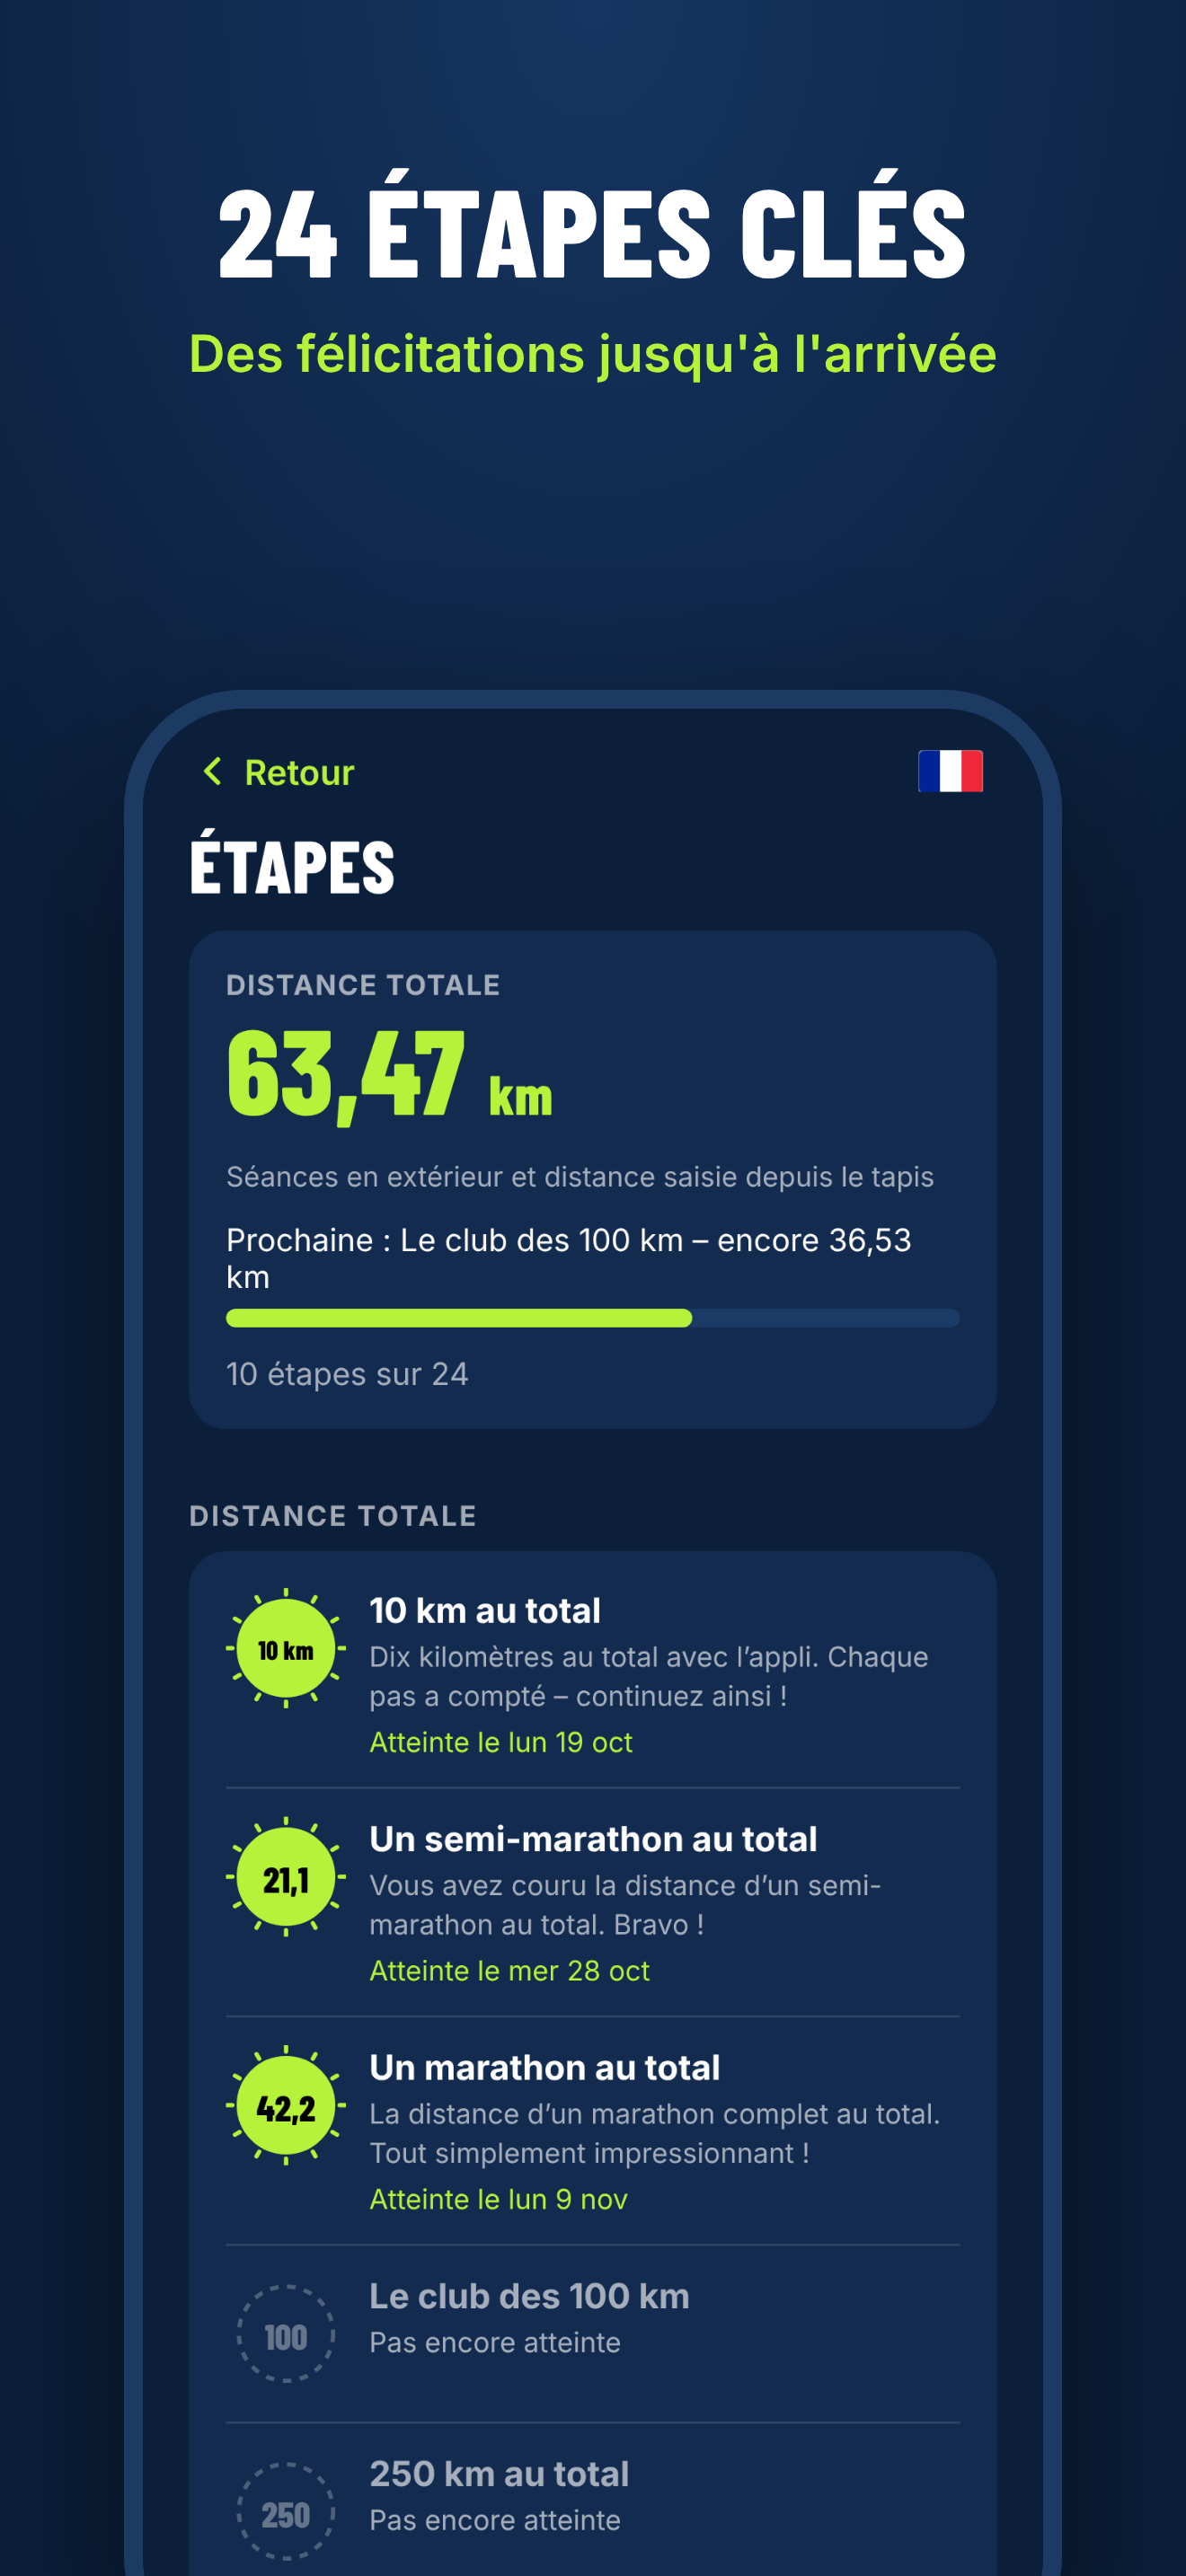 24 ÉTAPES CLÉS
Des félicitations jusqu'à l'arrivée
Retour
ÉTAPES
DISTANCE TOTALE
63,47 km
Séances en extérieur et distance saisie depuis le tapis
Prochaine : Le club des 100 km – encore 36,53
km
10 étapes sur 24
DISTANCE TOTALE
10 km
10 km au total
Dix kilomètres au total avec l’appli. Chaque
pas a compté – continuez ainsi !
Atteinte le lun 19 oct
21,1
Un semi-marathon au total
Vous avez couru la distance d’un semi-
marathon au total. Bravo !
Atteinte le mer 28 oct
42,2
Un marathon au total
La distance d’un marathon complet au total.
Tout simplement impressionnant !
Atteinte le lun 9 nov
100
Le club des 100 km
Pas encore atteinte
250
250 km au total
Pas encore atteinte